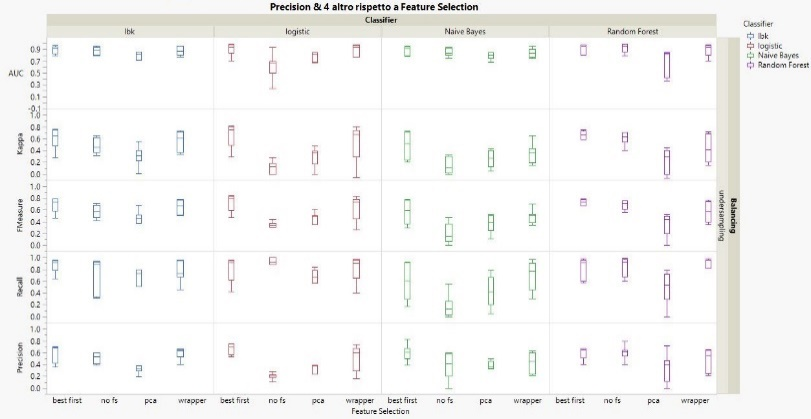 Precision & 4 altro rispetto a Feature Selection
Classifier
Ibk
logistic
Naive Bayes
Random Forest
Classifier
Ibk
logistic
Naive Bayes
Random Forest
AUC
0.9
0.7
0.5
0.3
0.1
-0.1
Kappa
1.0
0.8
0.6
0.4
0.2
0.0
FMeasure
1.0
0.8
0.6
0.4
0.2
0.0
Recall
1.0
0.8
0.6
0.4
0.2
0.0
Precision
1.0
0.8
0.6
0.4
0.2
0.0
undersampling
Balancing
best first no fs pca wrapper best first no fs pca wrapper best first no fs pca wrapper best first no fs pca wrapper
Feature Selection